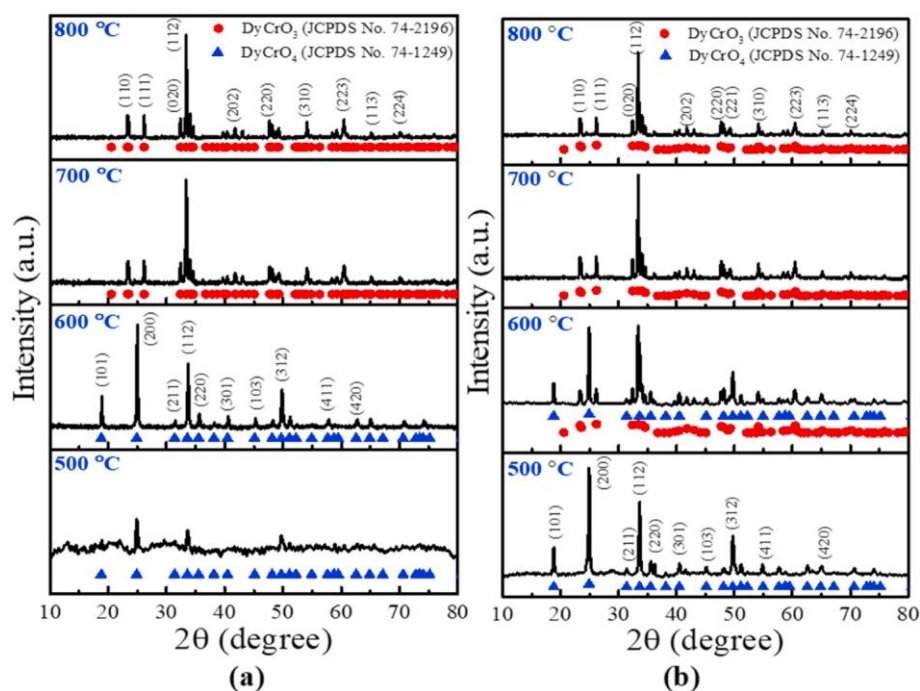 800 °C
(112)
DyCrO3 (JCPDS No. 74-2196)
DyCrO4 (JCPDS No. 74-1249)
(110)
(111)
(020)
(202)
(220)
(310)
(223)
(113)
(224)
700 °C
600 °C
(101)
(200)
(211)
(112)
(220)
(301)
(103)
(312)
(411)
(420)
500 °C
Intensity (a.u.)
10 20 30 40 50 60 70 80
2θ (degree)
(a)
800 °C
(112)
DyCrO3 (JCPDS No. 74-2196)
DyCrO4 (JCPDS No. 74-1249)
(110)
(111)
(020)
(202)
(220)
(221)
(310)
(223)
(113)
(224)
700 °C
600 °C
500 °C
(101)
(200)
(211)
(112)
(220)
(301)
(103)
(312)
(411)
(420)
Intensity (a.u.)
10 20 30 40 50 60 70 80
2θ (degree)
(b)